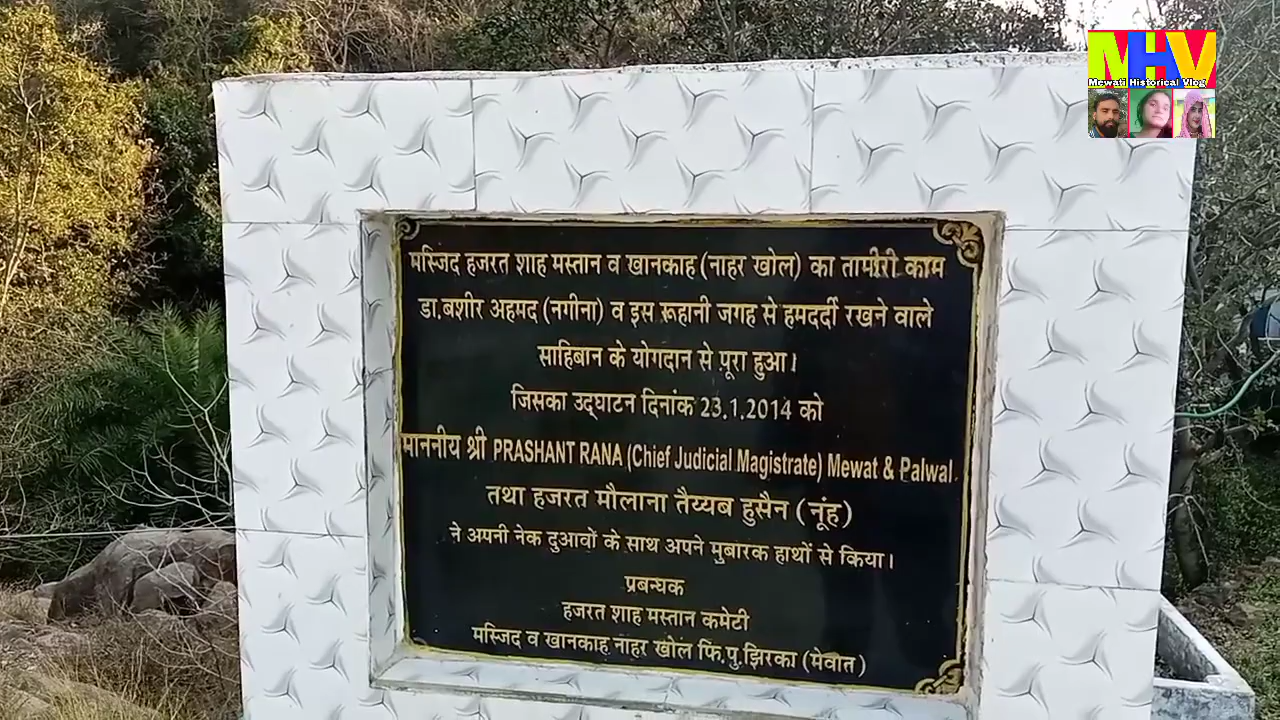 NHV
Mewati Historical Vlog
मस्जिद हजरत शाह मस्तान व खानकाह (नाहर खोल) का तामीरी काम
डा.बशीर अहमद (नगीना) व इस रूहानी जगह से हमदर्दी रखने वाले
साहिबान के योगदान से पूरा हुआ।
जिसका उद्घाटन दिनांक 23.1.2014 को
माननीय श्री PRASHANT RANA (Chief Judicial Magistrate) Mewat & Palwal.
तथा हजरत मौलाना तैय्यब हुसैन (नूंह)
ने अपनी नेक दुआवों के साथ अपने मुबारक हाथों से किया।
प्रबन्धक
हजरत शाह मस्तान कमेटी
मस्जिद व खानकाह नाहर खोल फि.पु.झिरका (मेवात)